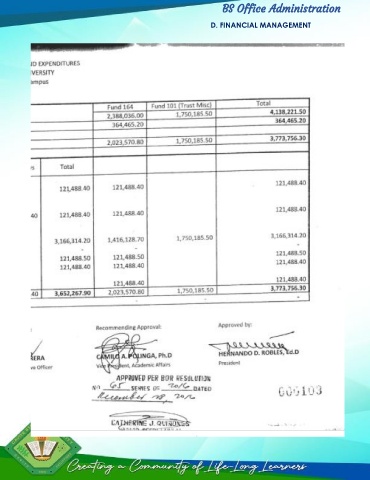 BS Office Administration
D. FINANCIAL MANAGEMENT
ND EXPENDITURES
IVERSITY
ampus
Fund 164 Fund 101 (Trust Misc) Total
2,388,036.00 1,750,185.50 4,138,221.50
364,465.20 364,465.20
2,023,570.80 1,750,185.50 3,773,756.30
Total
121,488.40 121,488.40 121,488.40
40 121,488.40 121,488.40 121,488.40
3,166,314.20 1,416,128.70 1,750,185.50 3,166,314.20
121,488.50 121,488.50 121,488.50
121,488.40 121,488.40 121,488.40
121,488.40 121,488.40
40 3,652,267.90 2,023,570.80 1,750,185.50 3,773,756.30
Recommending Approval: Approved by:
ERA CAMILO A. POLINGA, Ph.D HERNANDO D. ROBLES, Ed.D
ve Officer Vice President, Academic Affairs President
APPROVED PER BOR RESOLUTION
NO. 65 SERIES OF 2016 DATED
December 28, 2016
CATHERINE J. QUIÑONES
Creating a Community of Life-Long Learners